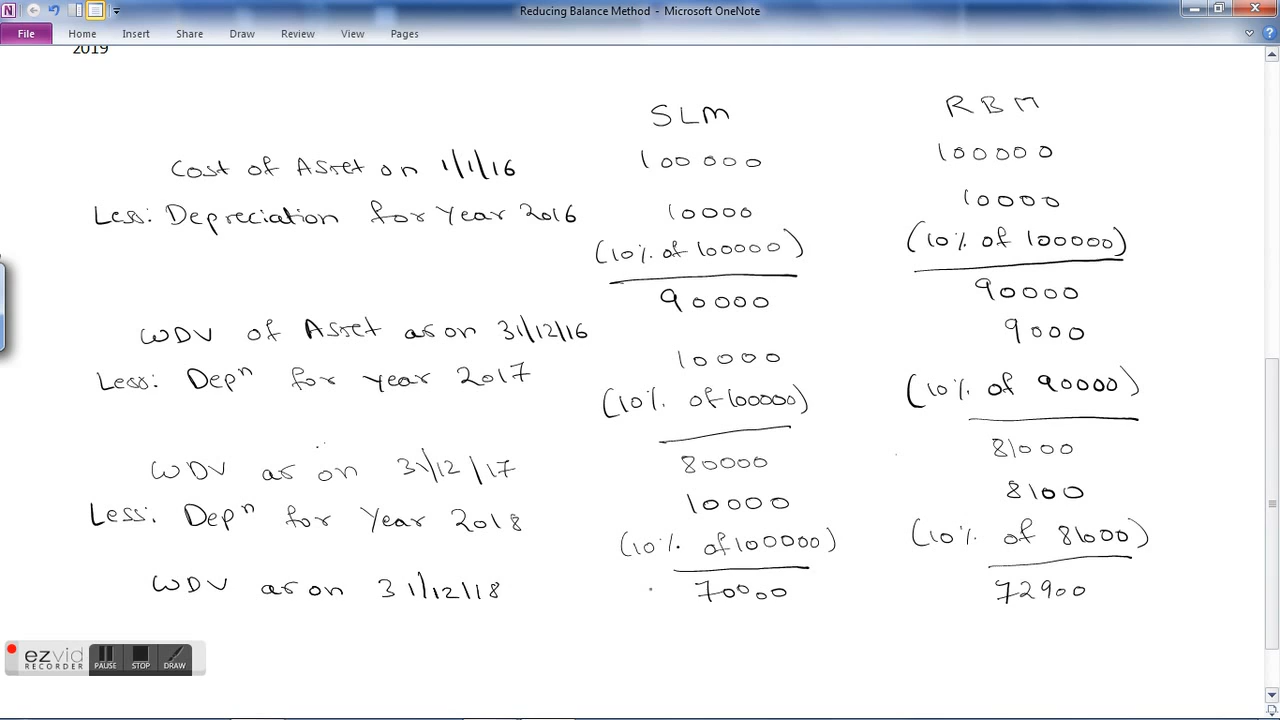 Reducing Balance Method - Microsoft OneNote
File Home Insert Share Draw Review View Pages
2019
SLM RBM
Cost of Asset on 1/1/16 100000 100000
Less: Depreciation for Year 2016 10000 10000
(10% of 100000) (10% of 100000)
90000 90000
WDV of Asset as on 31/12/16 9000
Less: Depn for year 2017 10000
(10% of 100000) (10% of 90000)
WDV as on 31/12/17 80000 81000
Less: Depn for Year 2018 10000 8100
(10% of 100000) (10% of 81000)
WDV as on 31/12/18 70000 72900
ezvid
RECORDER
PAUSE STOP DRAW